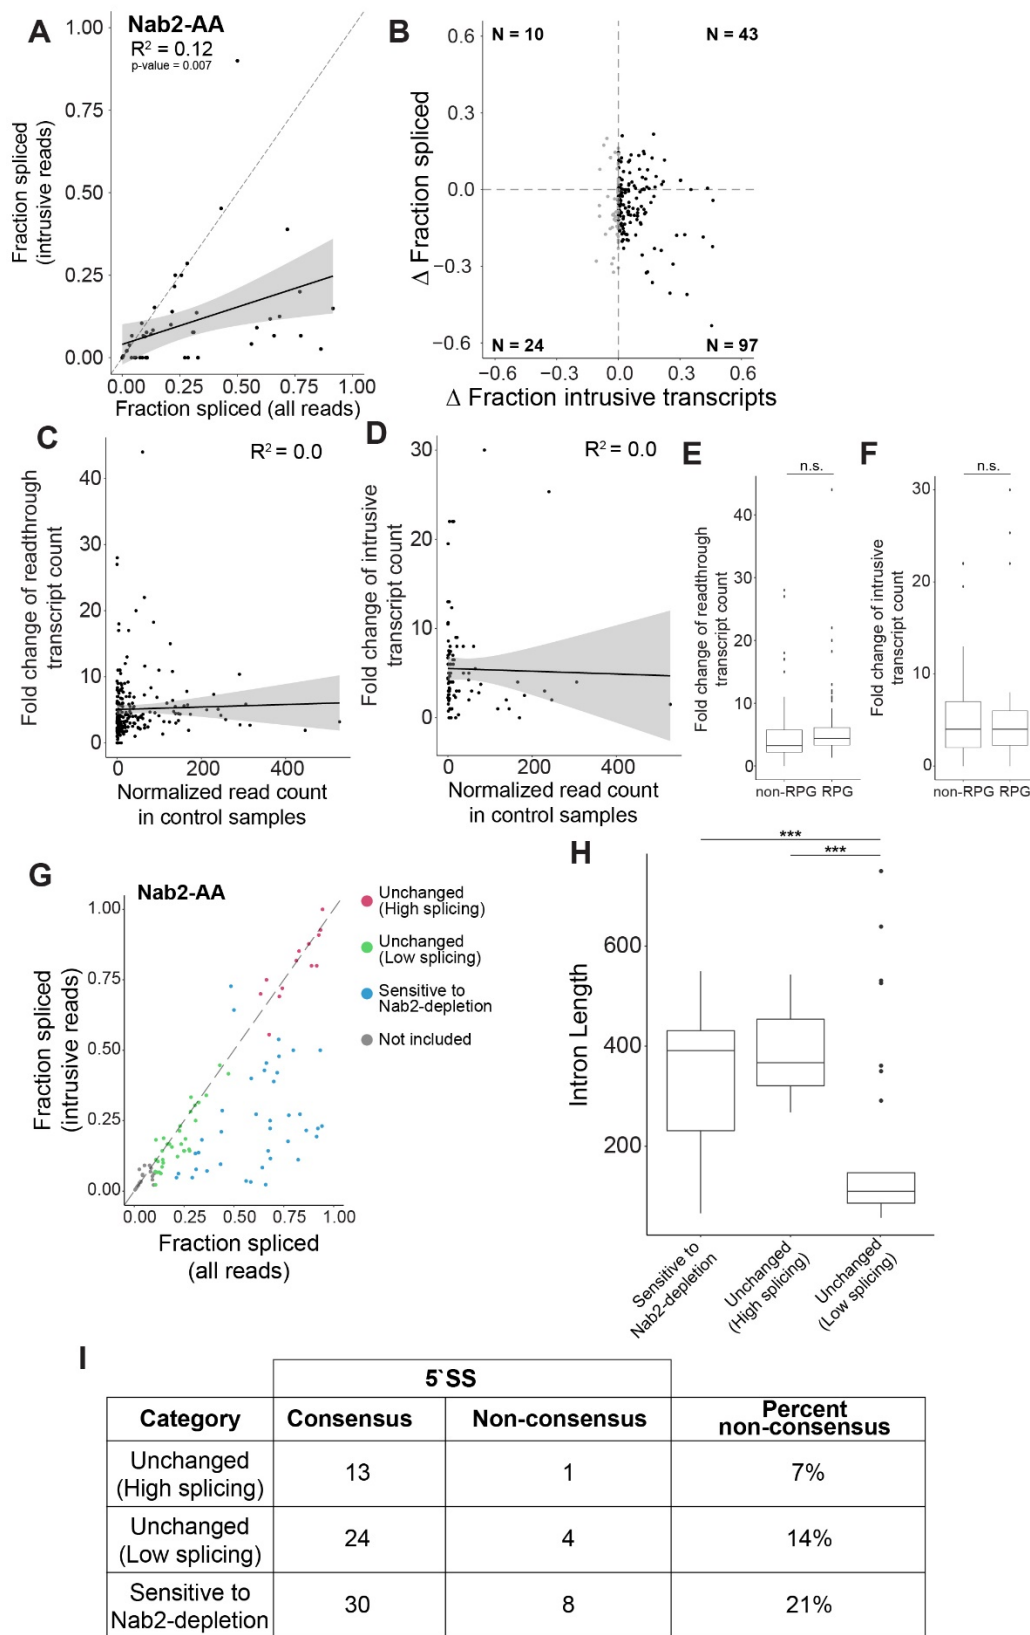 A
Nab2-AA
R² = 0.12
p-value = 0.007
1.00
0.75
0.50
0.25
0.00
Fraction spliced
(intrusive reads)
0.00 0.25 0.50 0.75 1.00
Fraction spliced (all reads)
B
N = 10
N = 43
N = 24
N = 97
0.6
0.3
0.0
−0.3
−0.6
Δ Fraction spliced
−0.6 −0.3 0.0 0.3 0.6
Δ Fraction intrusive transcripts
C
R² = 0.0
40
30
20
10
0
Fold change of readthrough
transcript count
0 200 400
Normalized read count
in control samples
D
R² = 0.0
30
20
10
0
Fold change of intrusive
transcript count
0 200 400
Normalized read count
in control samples
E
n.s.
40
30
20
10
0
Fold change of readthrough
transcript count
non-RPG RPG
F
n.s.
30
20
10
0
Fold change of intrusive
transcript count
non-RPG RPG
G
Nab2-AA
1.00
0.75
0.50
0.25
0.00
Fraction spliced
(intrusive reads)
0.00 0.25 0.50 0.75 1.00
Fraction spliced
(all reads)
Unchanged
(High splicing)
Unchanged
(Low splicing)
Sensitive to
Nab2-depletion
Not included
H
***
***
600
400
200
Intron Length
Sensitive to
Nab2-depletion
Unchanged
(High splicing)
Unchanged
(Low splicing)
I
5`SS
Category Consensus Non-consensus Percent
non-consensus
Unchanged
(High splicing) 13 1 7%
Unchanged
(Low splicing) 24 4 14%
Sensitive to
Nab2-depletion 30 8 21%